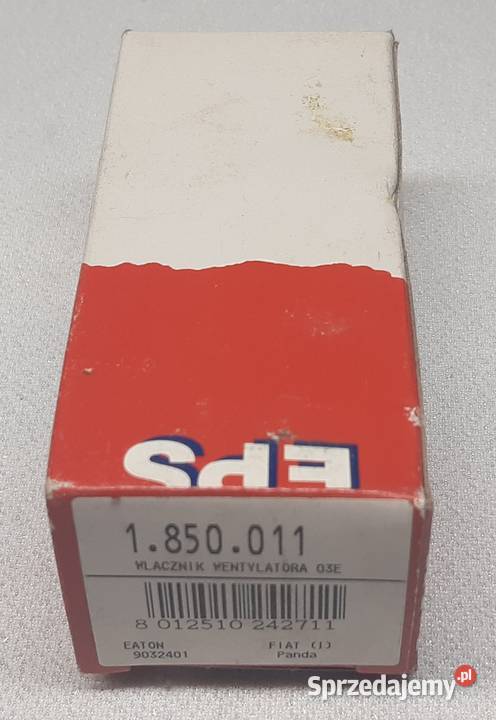 EPS
1.850.011
WLACZNIK WENTYLATORA 03E
8 012510 242711
EATON FIAT (I)
9032401 Panda
Sprzedajemy.pl